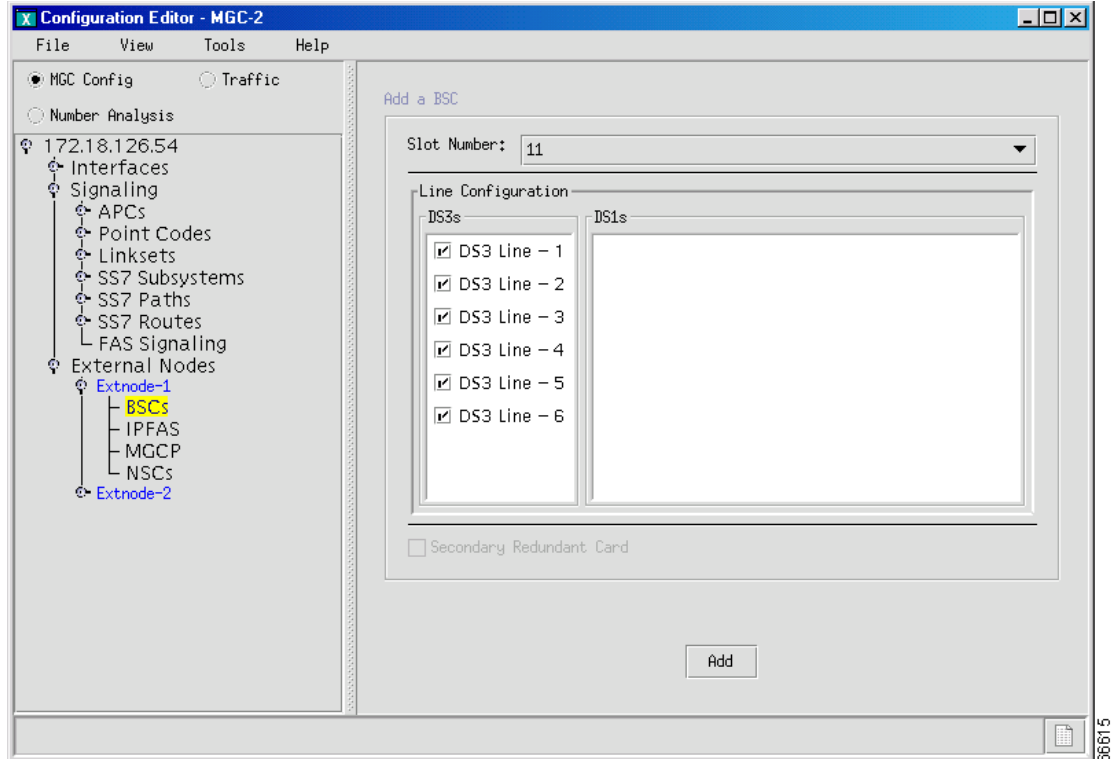 Configuration Editor - MGC-2
File View Tools Help
MGC Config Traffic
Number Analysis
172.18.126.54
Interfaces
Signaling
APCs
Point Codes
Linksets
SS7 Subsystems
SS7 Paths
SS7 Routes
FAS Signaling
External Nodes
Extnode-1
BSCs
IPFAS
MGCP
NSCs
Extnode-2
Add a BSC
Slot Number: 11
Line Configuration
DS3s
DS3 Line - 1
DS3 Line - 2
DS3 Line - 3
DS3 Line - 4
DS3 Line - 5
DS3 Line - 6
DS1s
Secondary Redundant Card
Add
66615